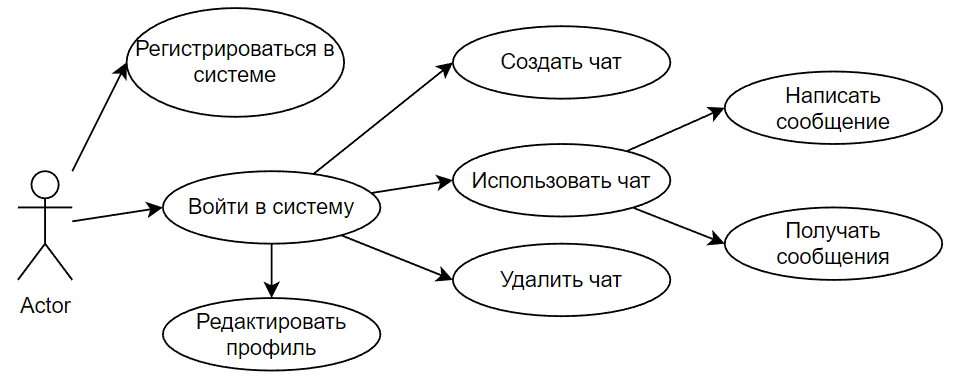 Регистрироваться в
системе
Создать чат
Написать
сообщение
Использовать чат
Войти в систему
Получать
сообщения
Удалить чат
Actor
Редактировать
профиль